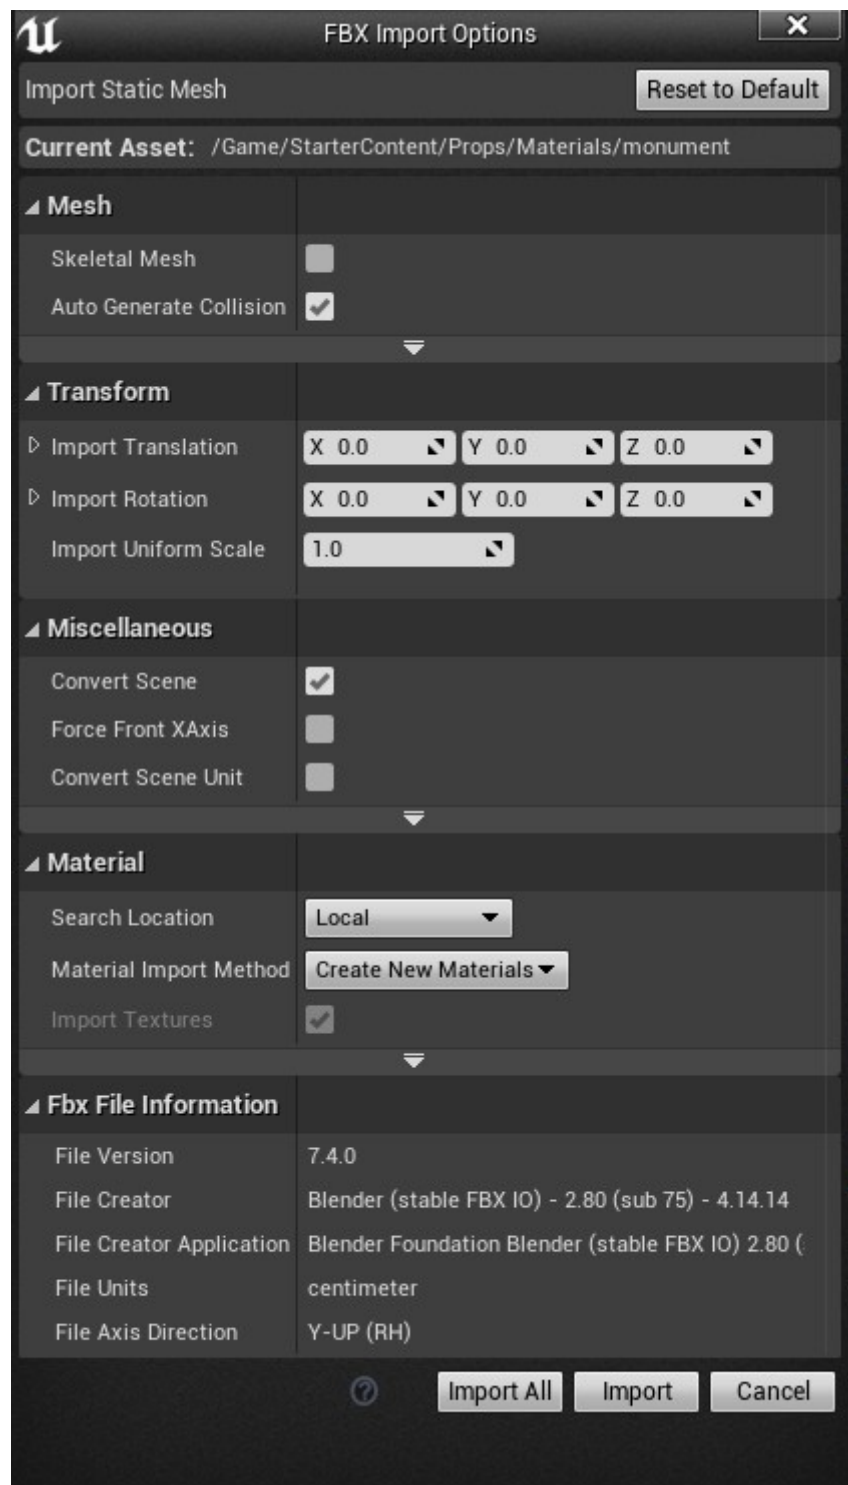 FBX Import Options
Import Static Mesh
Reset to Default
Current Asset: /Game/StarterContent/Props/Materials/monument
Mesh
Skeletal Mesh
Auto Generate Collision
Transform
Import Translation X 0.0 Y 0.0 Z 0.0
Import Rotation X 0.0 Y 0.0 Z 0.0
Import Uniform Scale 1.0
Miscellaneous
Convert Scene
Force Front XAxis
Convert Scene Unit
Material
Search Location Local
Material Import Method Create New Materials
Import Textures
Fbx File Information
File Version 7.4.0
File Creator Blender (stable FBX IO) - 2.80 (sub 75) - 4.14.14
File Creator Application Blender Foundation Blender (stable FBX IO) 2.80 (
File Units centimeter
File Axis Direction Y-UP (RH)
? Import All Import Cancel